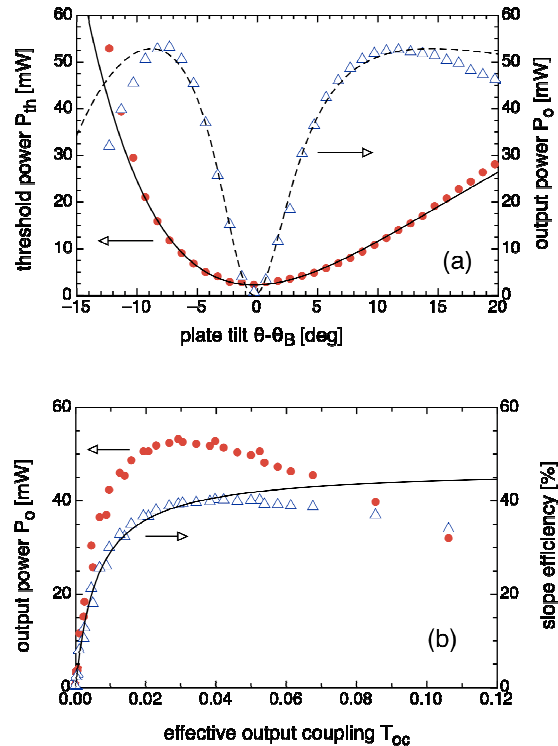 60 60
50 50
40 40
30 30
20 20
10 10
0 0
threshold power P_th [mW]
output power P_o [mW]
(a)
−15 −10 −5 0 5 10 15 20
plate tilt θ-θ_B [deg]
60 60
40 40
20 20
0 0
output power P_o [mW]
slope efficiency [%]
(b)
0.00 0.02 0.04 0.06 0.08 0.10 0.12
effective output coupling T_oc